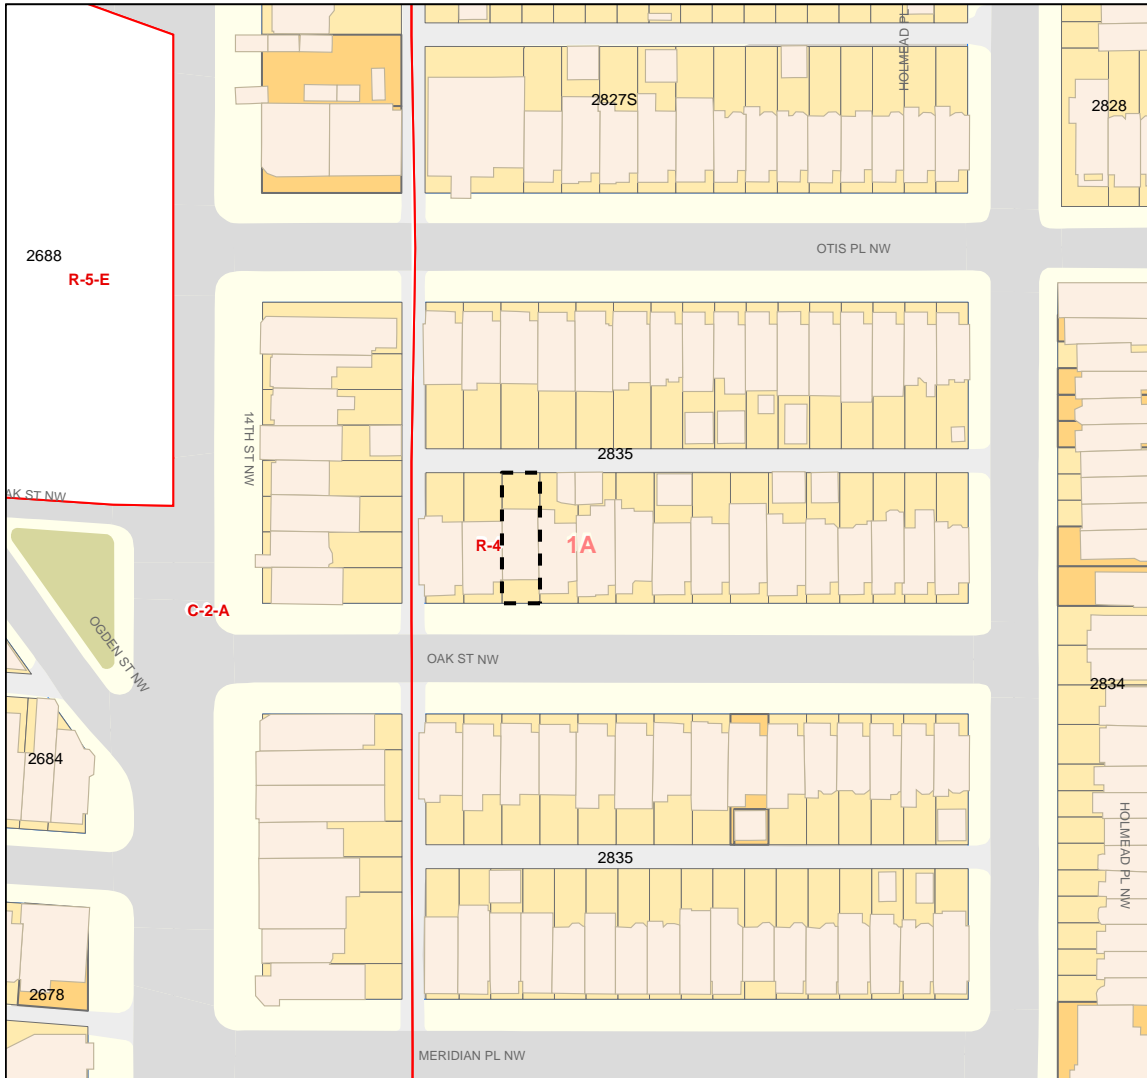 HOLMEAD PL
2827S
2828
OTIS PL NW
2688
R-5-E
14TH ST NW
2835
AK ST NW
R-4
1A
C-2-A
OGDEN ST NW
OAK ST NW
2834
2684
HOLMEAD PL NW
2835
2678
MERIDIAN PL NW